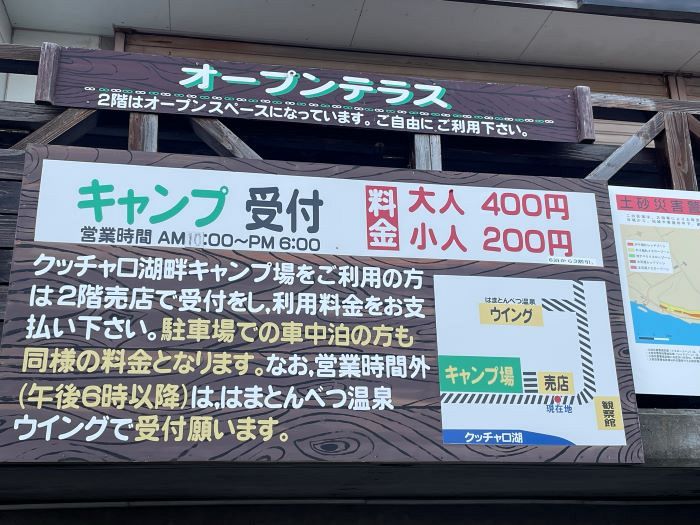 オープンテラス
2階はオープンスペースになっています。ご自由にご利用下さい。
キャンプ 受付
営業時間 AM10:00～PM 6:00
料金
大人 400円
小人 200円
クッチャロ湖畔キャンプ場をご利用の方
は2階売店で受付をし、利用料金をお支
払い下さい。駐車場での車中泊の方も
同様の料金となります。なお、営業時間外
(午後6時以降)は、はまとんべつ温泉
ウイングで受付願います。
はまとんべつ温泉
ウイング
キャンプ場
売店
現在地
観察館
クッチャロ湖
土砂災害